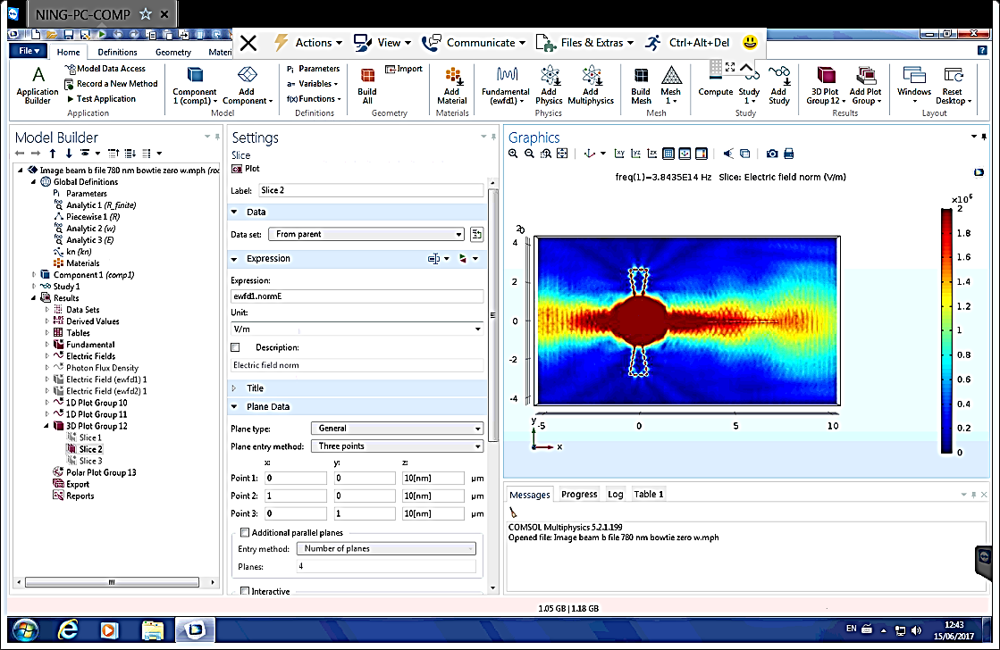 NING-PC-COMP
Actions View Communicate Files & Extras Ctrl+Alt+Del
File Home Definitions Geometry Materi
Application Builder
Model Data Access
Record a New Method
Test Application
Application
Component 1 (comp1)
Add Component
Model
Pi Parameters
a= Variables
f(x) Functions
Definitions
Build All
Import
Geometry
Add Material
Materials
Fundamental (ewfd1)
Add Physics
Add Multiphysics
Physics
Build Mesh
Mesh 1
Mesh
Compute
Study 1
Add Study
Study
3D Plot Group 12
Add Plot Group
Results
Windows
Reset Desktop
Layout
Model Builder
Image beam b file 780 nm bowtie zero w.mph (roo
Global Definitions
Pi Parameters
Analytic 1 (R_finite)
Piecewise 1 (R)
Analytic 2 (w)
Analytic 3 (E)
kn (kn)
Materials
Component 1 (comp1)
Study 1
Results
Data Sets
Derived Values
Tables
Fundamental
Electric Fields
Photon Flux Density
Electric Field (ewfd1) 1
Electric Field (ewfd2) 1
1D Plot Group 10
1D Plot Group 11
3D Plot Group 12
Slice 1
Slice 2
Slice 3
Polar Plot Group 13
Export
Reports
Settings
Slice
Plot
Label: Slice 2
Data
Data set: From parent
Expression
Expression:
ewfd1.normE
Unit:
V/m
Description:
Electric field norm
Title
Plane Data
Plane type: General
Plane entry method: Three points
x: y: z:
Point 1: 0 0 10[nm] μm
Point 2: 1 0 10[nm] μm
Point 3: 0 1 10[nm] μm
Additional parallel planes
Entry method: Number of planes
Planes: 4
Interactive
Graphics
freq(1)=3.8435E14 Hz Slice: Electric field norm (V/m)
×10⁶
2
1.8
1.6
1.4
1.2
1
0.8
0.6
0.4
0.2
0
4
2
0
-2
-4
-5 0 5 10
y
x
Messages Progress Log Table 1
COMSOL Multiphysics 5.2.1.199
Opened file: Image beam b file 780 nm bowtie zero w.mph
1.05 GB | 1.18 GB
EN
12:43
15/06/2017